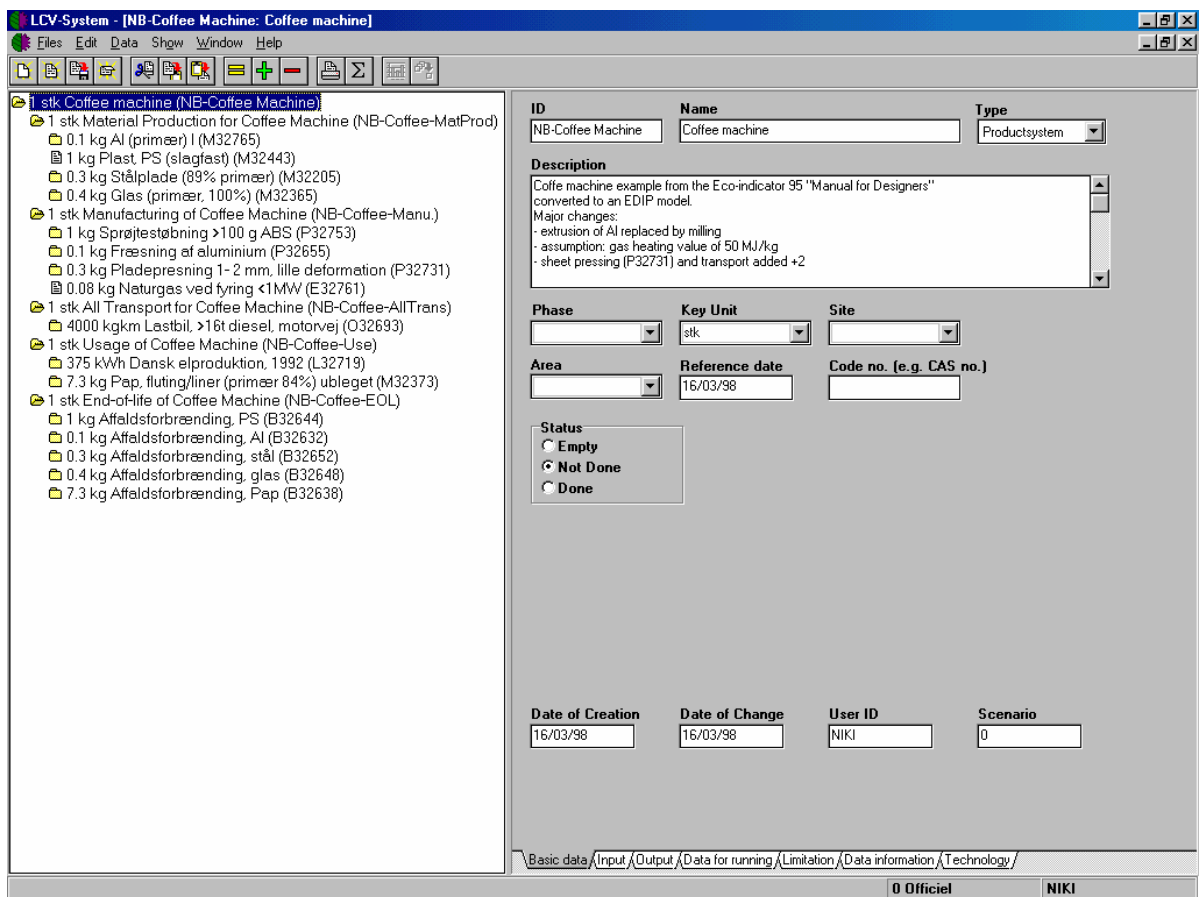 LCV-System - [NB-Coffee Machine: Coffee machine]
Files Edit Data Show Window Help
1 stk Coffee machine (NB-Coffee Machine)
1 stk Material Production for Coffee Machine (NB-Coffee-MatProd)
0.1 kg Al (primær) I (M32765)
1 kg Plast, PS (slagfast) (M32443)
0.3 kg Stålplade (89% primær) (M32205)
0.4 kg Glas (primær, 100%) (M32365)
1 stk Manufacturing of Coffee Machine (NB-Coffee-Manu.)
1 kg Sprøjtestøbning >100 g ABS (P32753)
0.1 kg Fræsning af aluminium (P32655)
0.3 kg Pladepresning 1-2 mm, lille deformation (P32731)
0.08 kg Naturgas ved fyring <1MW (E32761)
1 stk All Transport for Coffee Machine (NB-Coffee-AllTrans)
4000 kgkm Lastbil, >16t diesel, motorvej (O32693)
1 stk Usage of Coffee Machine (NB-Coffee-Use)
375 kWh Dansk elproduktion, 1992 (L32719)
7.3 kg Pap, fluting/liner (primær 84%) ubleget (M32373)
1 stk End-of-life of Coffee Machine (NB-Coffee-EOL)
1 kg Affaldsforbrænding, PS (B32644)
0.1 kg Affaldsforbrænding, Al (B32632)
0.3 kg Affaldsforbrænding, stål (B32652)
0.4 kg Affaldsforbrænding, glas (B32648)
7.3 kg Affaldsforbrænding, Pap (B32638)
ID Name Type
NB-Coffee Machine Coffee machine Productsystem
Description
Coffe machine example from the Eco-indicator 95 "Manual for Designers"
converted to an EDIP model.
Major changes:
- extrusion of Al replaced by milling
- assumption: gas heating value of 50 MJ/kg
- sheet pressing (P32731) and transport added +2
Phase Key Unit Site
stk
Area Reference date Code no. (e.g. CAS no.)
16/03/98
Status
Empty
Not Done
Done
Date of Creation Date of Change User ID Scenario
16/03/98 16/03/98 NIKI 0
Basic data Input Output Data for running Limitation Data information Technology
0 Officiel NIKI